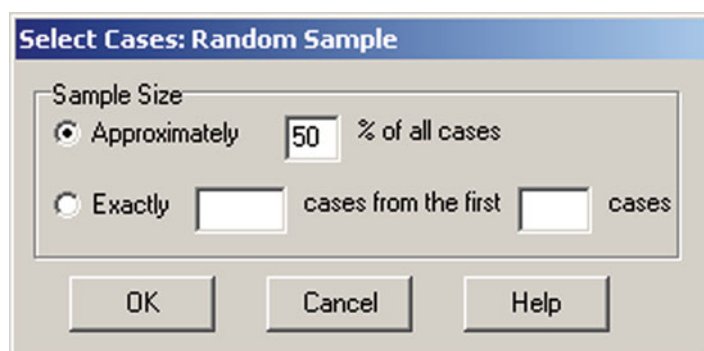 Select Cases: Random Sample
Sample Size
Approximately 50 % of all cases
Exactly cases from the first cases
OK Cancel Help